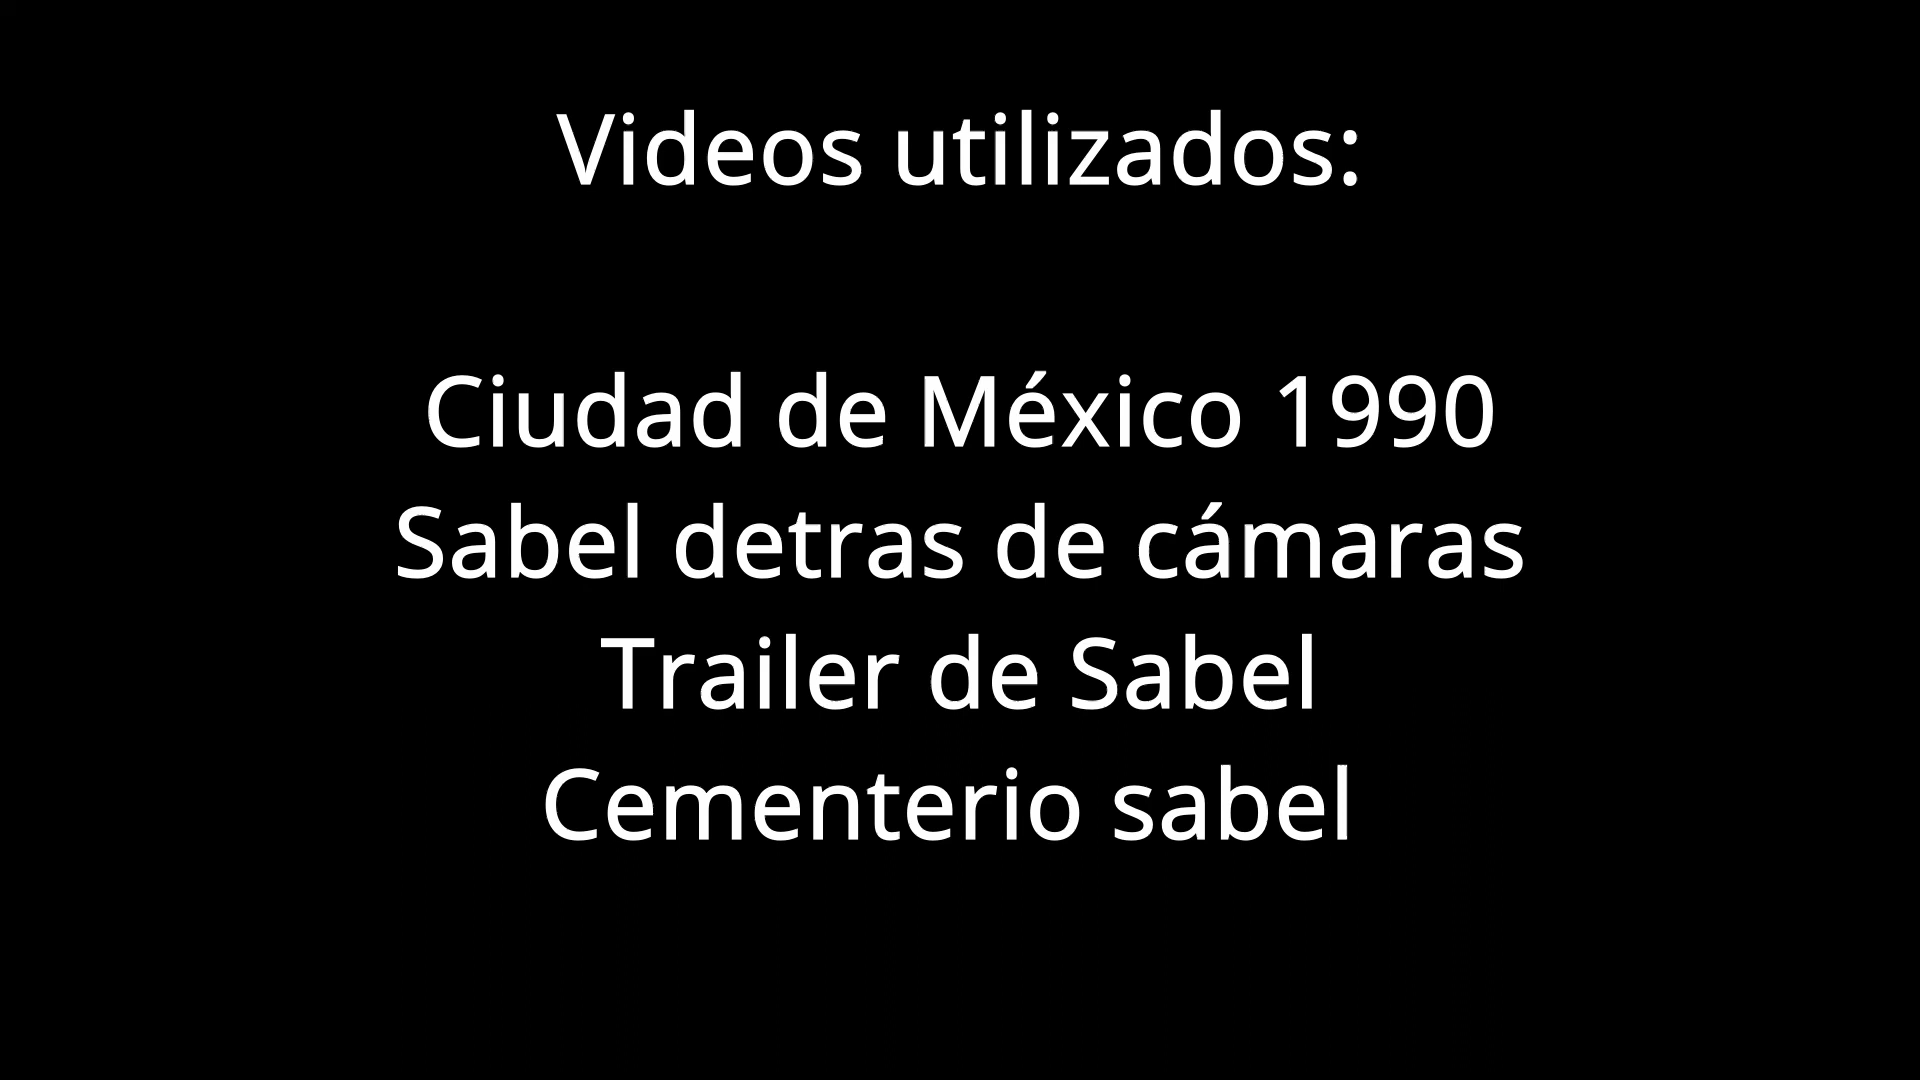 Videos utilizados:
Ciudad de México 1990
Sabel detras de cámaras
Trailer de Sabel
Cementerio sabel